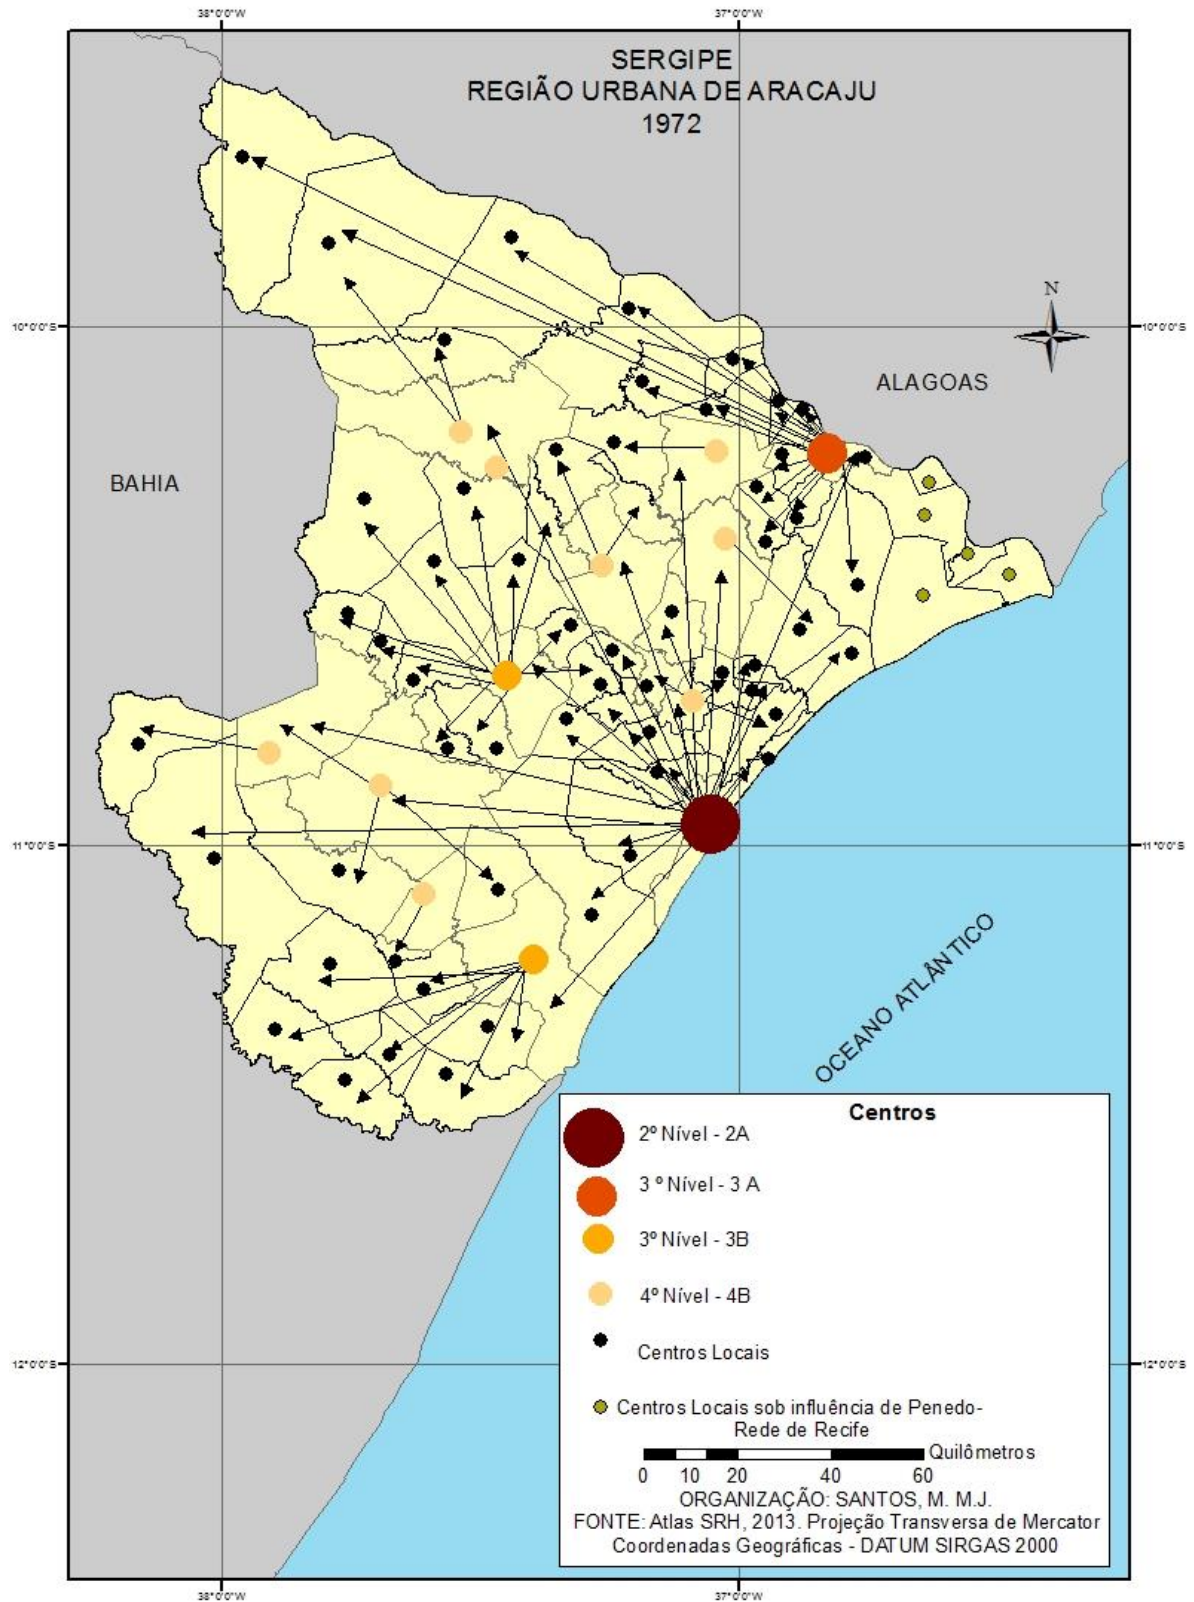 38°0'0"W
37°0'0"W
SERGIPE
REGIÃO URBANA DE ARACAJU
1972
N
10°0'0"S
10°0'0"S
ALAGOAS
BAHIA
11°0'0"S
11°0'0"S
OCEANO ATLÂNTICO
Centros
2º Nível - 2A
3 º Nível - 3 A
3º Nível - 3B
4º Nível - 4B
Centros Locais
Centros Locais sob influência de Penedo-
Rede de Recife
Quilômetros
0 10 20 40 60
ORGANIZAÇÃO: SANTOS, M. M.J.
FONTE: Atlas SRH, 2013. Projeção Transversa de Mercator
Coordenadas Geográficas - DATUM SIRGAS 2000
12°0'0"S
12°0'0"S
38°0'0"W
37°0'0"W